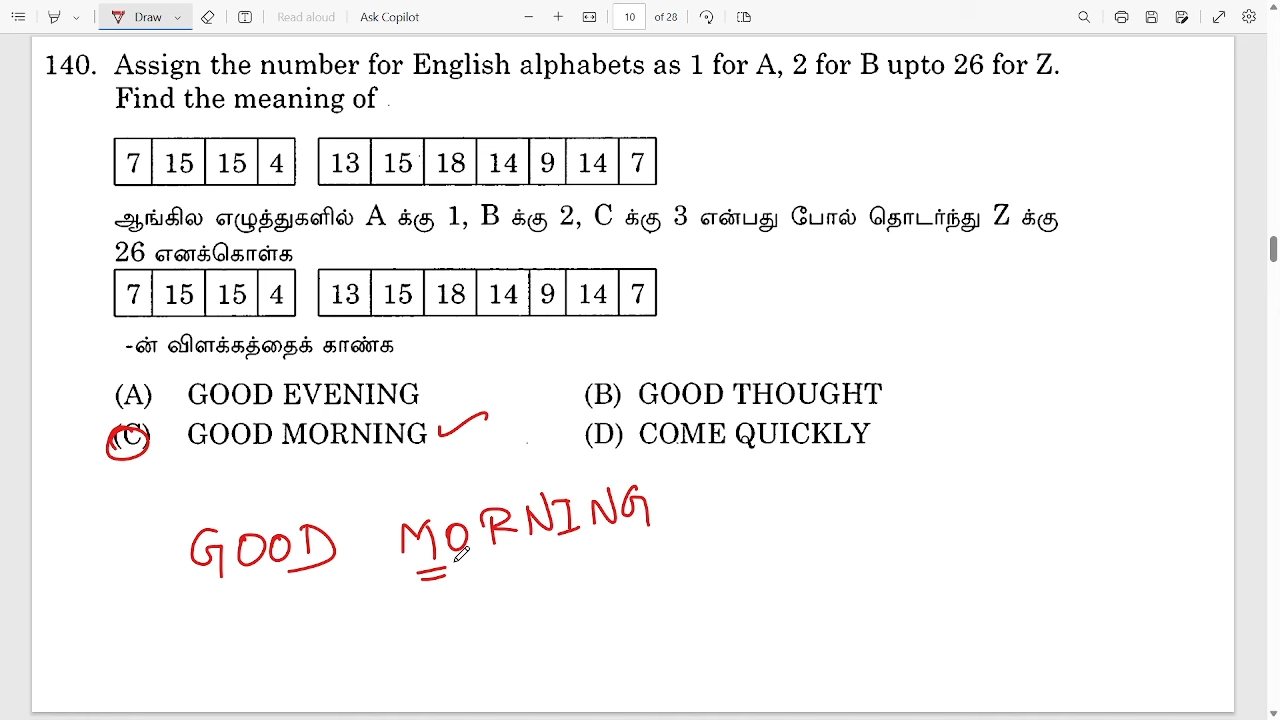 Draw Read aloud Ask Copilot 10 of 28
140. Assign the number for English alphabets as 1 for A, 2 for B upto 26 for Z.
Find the meaning of
7 15 15 4 13 15 18 14 9 14 7
ஆங்கில எழுத்துகளில் A க்கு 1, B க்கு 2, C க்கு 3 என்பது போல் தொடர்ந்து Z க்கு
26 எனக்கொள்க
7 15 15 4 13 15 18 14 9 14 7
-ன் விளக்கத்தைக் காண்க
(A) GOOD EVENING (B) GOOD THOUGHT
(C) GOOD MORNING (D) COME QUICKLY
GOOD MORNING